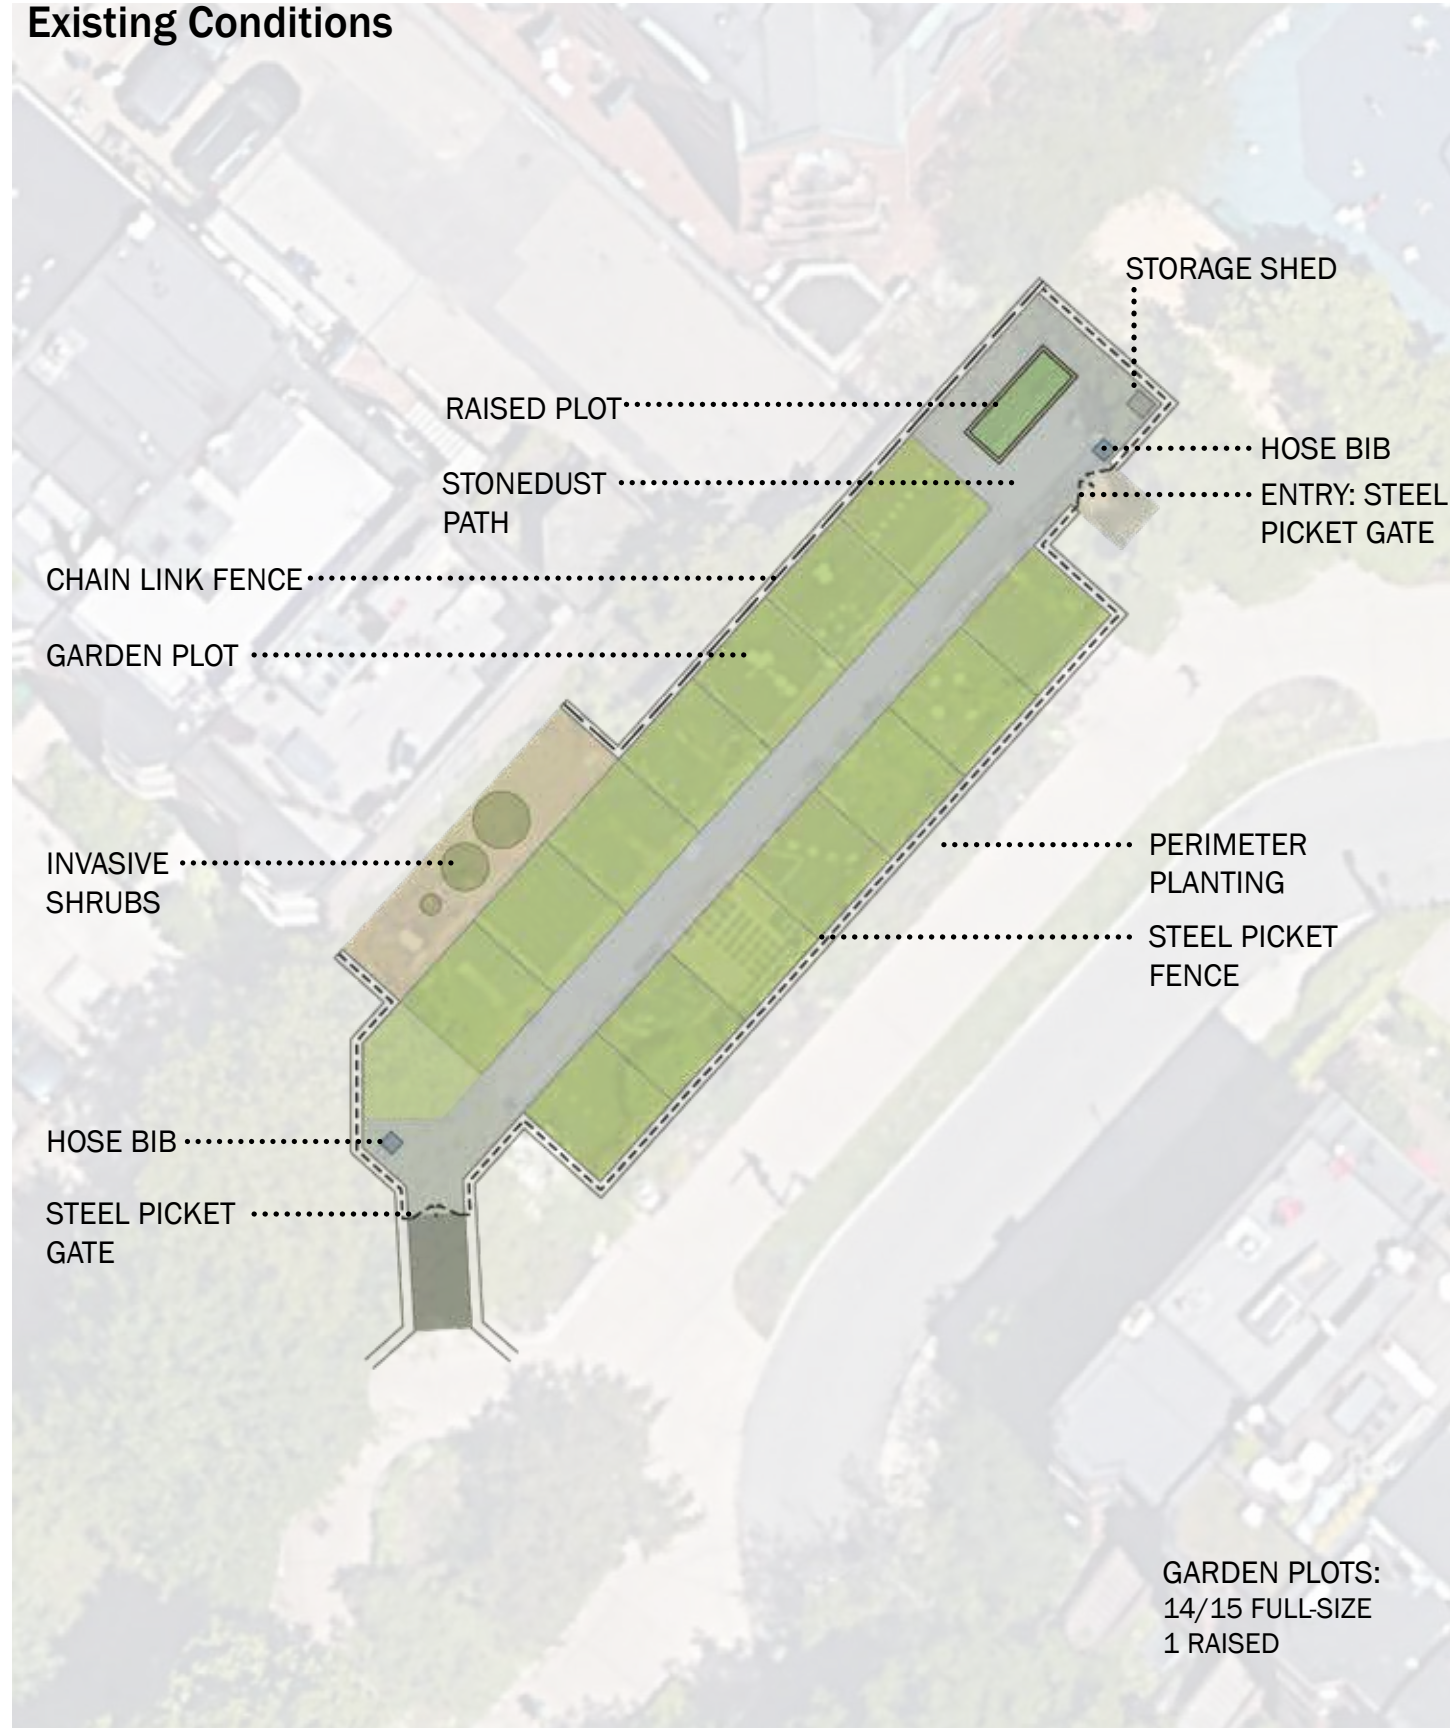 Existing Conditions
STORAGE SHED
RAISED PLOT
HOSE BIB
STONEDUST
PATH
ENTRY: STEEL
PICKET GATE
CHAIN LINK FENCE
GARDEN PLOT
INVASIVE
SHRUBS
PERIMETER
PLANTING
STEEL PICKET
FENCE
HOSE BIB
STEEL PICKET
GATE
GARDEN PLOTS:
14/15 FULL-SIZE
1 RAISED